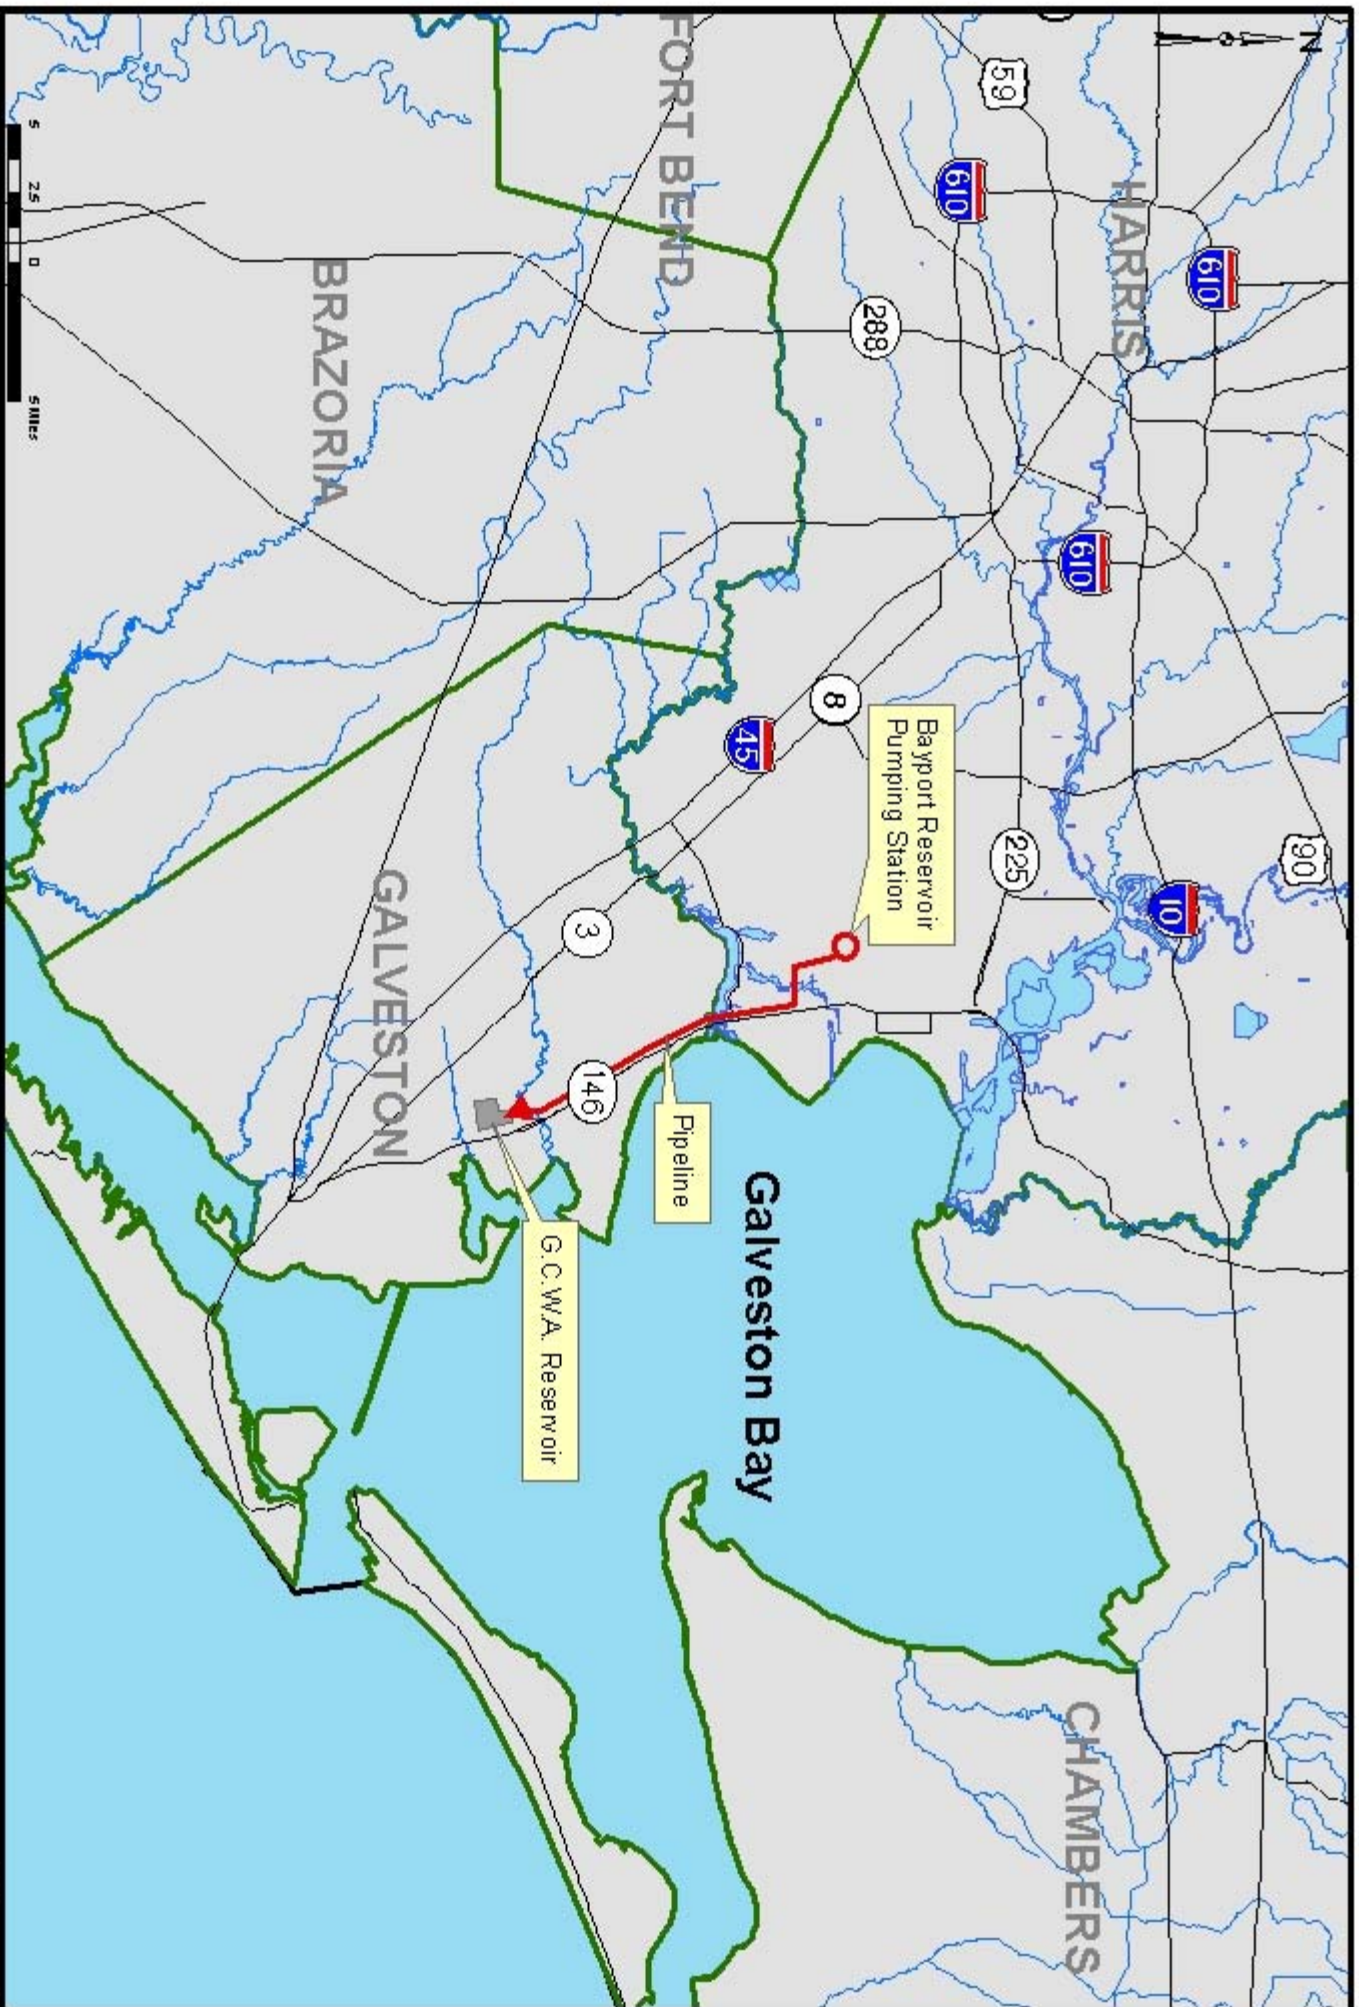 N
59
610
HARRIS
610
90
10
610
225
CHAMBERS
288
8
Bayport Reservoir
Pumping Station
45
FORT BEND
Galveston Bay
Pipeline
3
146
G.C.W.A. Reservoir
GALVESTON
BRAZORIA
5 2.5 0 5 Miles